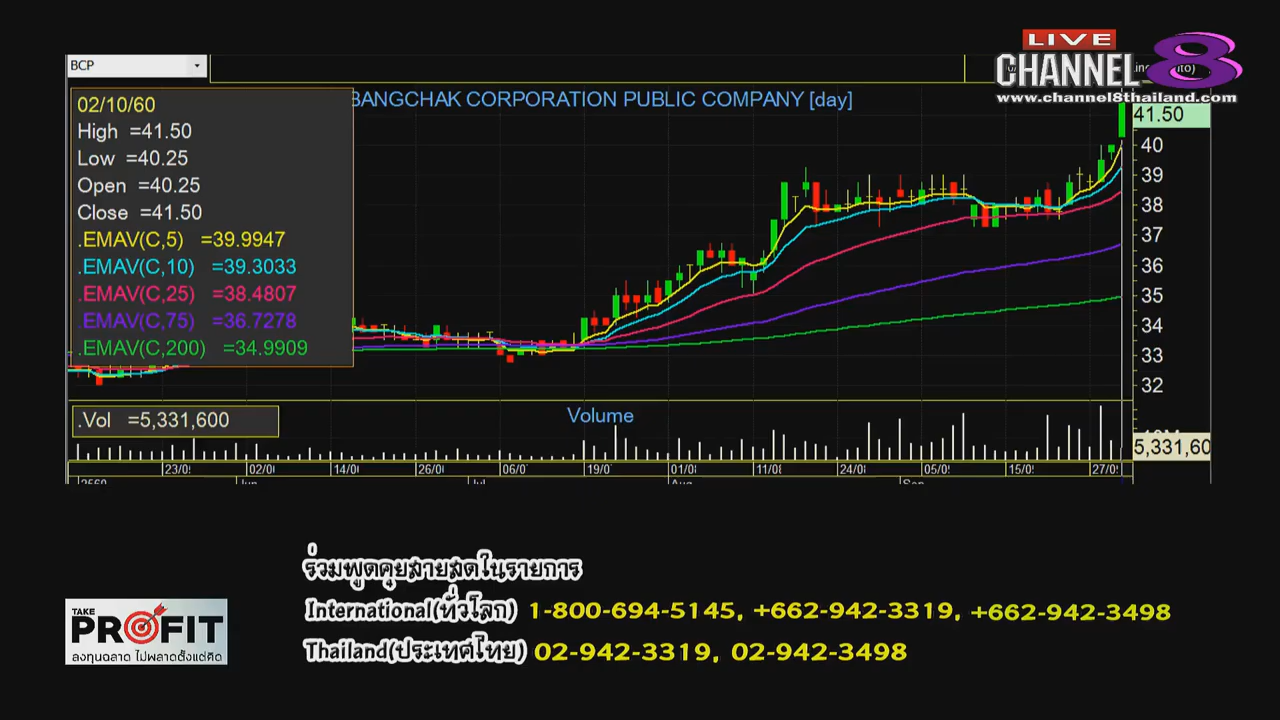 LIVE
CHANNEL 8
www.channel8thailand.com
BCP
BANGCHAK CORPORATION PUBLIC COMPANY [day]
02/10/60
High =41.50
Low =40.25
Open =40.25
Close =41.50
.EMAV(C,5) =39.9947
.EMAV(C,10) =39.3033
.EMAV(C,25) =38.4807
.EMAV(C,75) =36.7278
.EMAV(C,200) =34.9909
41.50
40
39
38
37
36
35
34
33
32
.Vol =5,331,600
Volume
5,331,60
23/0 02/0 14/0 26/0 06/0 19/0 01/0 11/0 24/0 05/0 15/0 27/0
2560 Jun Jul Aug Sep
ร่วมพูดคุยสายสดในรายการ
International(ทั่วโลก) 1-800-694-5145, +662-942-3319, +662-942-3498
Thailand(ประเทศไทย) 02-942-3319, 02-942-3498
TAKE
PROFIT
ลงทุนฉลาด ไม่พลาดตั้งแต่คิด